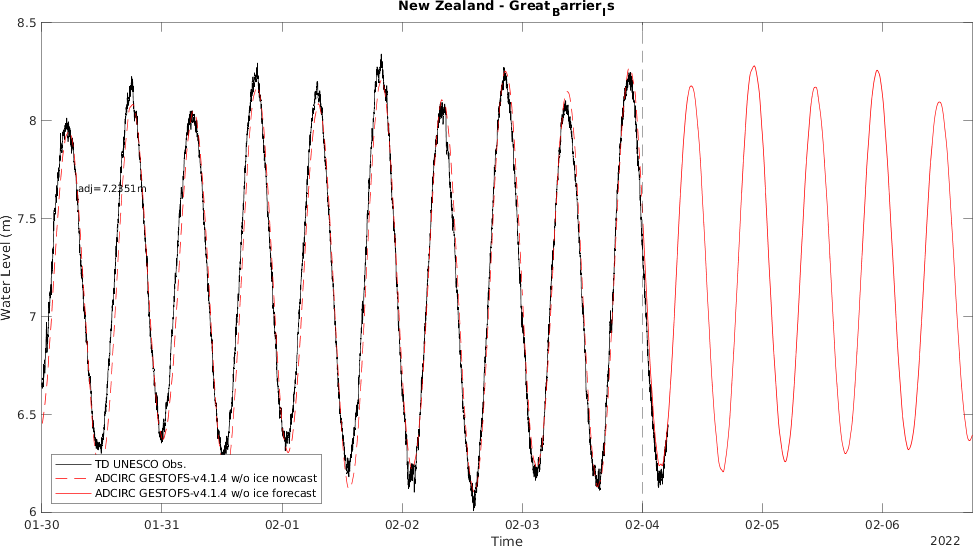 New Zealand - Great_Barrier_Is
8.5
8
adj=7.2351m
7.5
Water Level (m)
7
6.5
TD UNESCO Obs.
ADCIRC GESTOFS-v4.1.4 w/o ice nowcast
ADCIRC GESTOFS-v4.1.4 w/o ice forecast
6
01-30 01-31 02-01 02-02 02-03 02-04 02-05 02-06
Time
2022